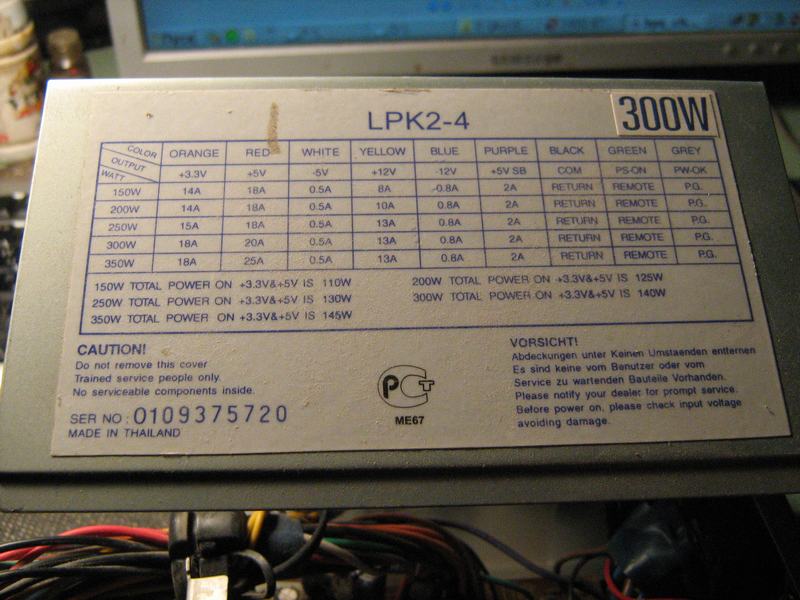 LPK2-4
300W
COLOR OUTPUT WATT ORANGE RED WHITE YELLOW BLUE PURPLE BLACK GREEN GREY
+3.3V +5V -5V +12V -12V +5V SB COM PS-ON PW-OK
150W 14A 18A 0.5A 8A -0.8A 2A RETURN REMOTE P.G.
200W 14A 18A 0.5A 10A 0.8A 2A RETURN REMOTE P.G.
250W 15A 18A 0.5A 13A 0.8A 2A RETURN REMOTE P.G.
300W 18A 20A 0.5A 13A 0.8A 2A RETURN REMOTE P.G.
350W 18A 25A 0.5A 13A 0.8A 2A RETURN REMOTE P.G.
150W TOTAL POWER ON +3.3V&+5V IS 110W 200W TOTAL POWER ON +3.3V&+5V IS 125W
250W TOTAL POWER ON +3.3V&+5V IS 130W 300W TOTAL POWER ON +3.3V&+5V IS 140W
350W TOTAL POWER ON +3.3V&+5V IS 145W
CAUTION!
Do not remove this cover
Trained service people only.
No serviceable components inside.
SER NO: 0109375720
MADE IN THAILAND
PCT
ME67
VORSICHT!
Abdeckungen unter Keinen Umstaenden entfernen
Es sind keine vom Benutzer oder vom
Service zu wartenden Bauteile Vorhanden.
Please notify your dealer for prompt service.
Before power on, please check input voltage
avoiding damage.
SAMSUNG